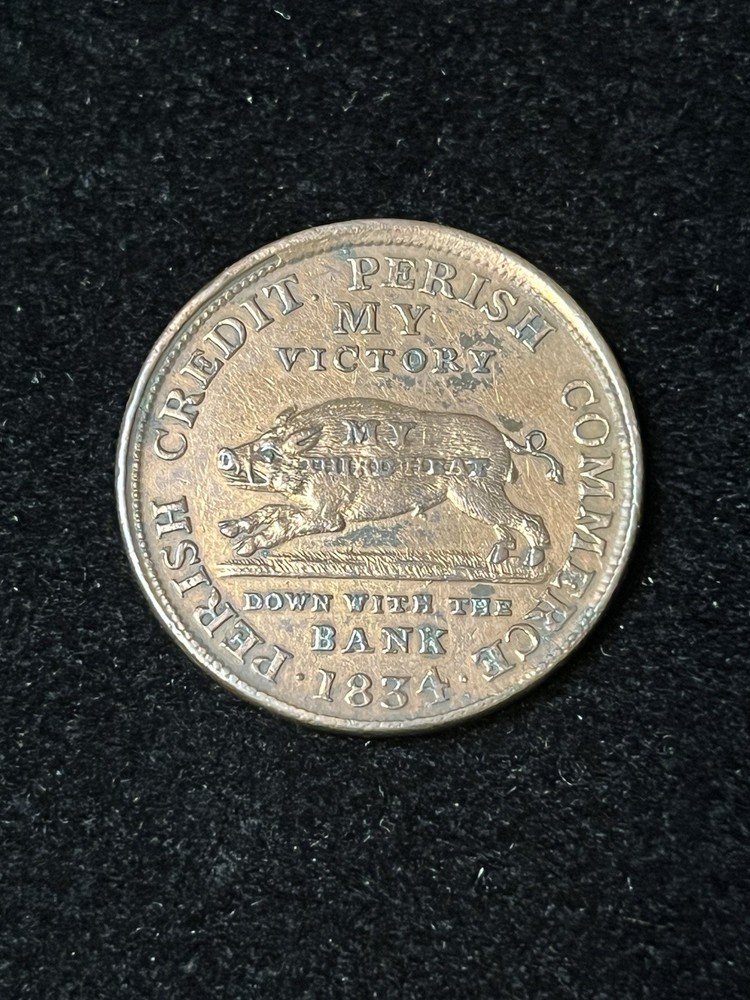 PERISH CREDIT. PERISH COMMERCE
MY
VICTORY
MY
THIRD HEAT
DOWN WITH THE
BANK
· 1834 ·